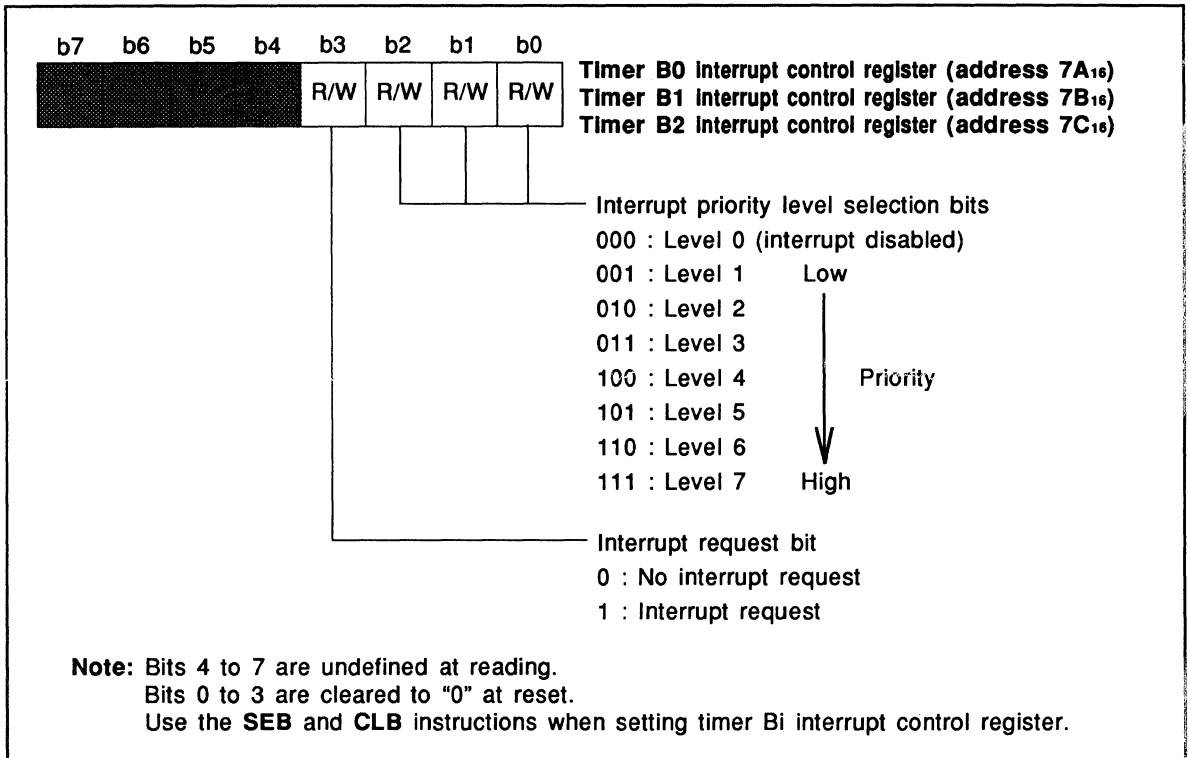 b7 b6 b5 b4 b3 b2 b1 b0
R/W R/W R/W R/W
Timer B0 interrupt control register (address 7A₁₆)
Timer B1 interrupt control register (address 7B₁₆)
Timer B2 interrupt control register (address 7C₁₆)
Interrupt priority level selection bits
000 : Level 0 (interrupt disabled)
001 : Level 1 Low
010 : Level 2
011 : Level 3
100 : Level 4 Priority
101 : Level 5
110 : Level 6
111 : Level 7 High
Interrupt request bit
0 : No interrupt request
1 : Interrupt request
Note: Bits 4 to 7 are undefined at reading.
Bits 0 to 3 are cleared to “0” at reset.
Use the SEB and CLB instructions when setting timer Bi interrupt control register.